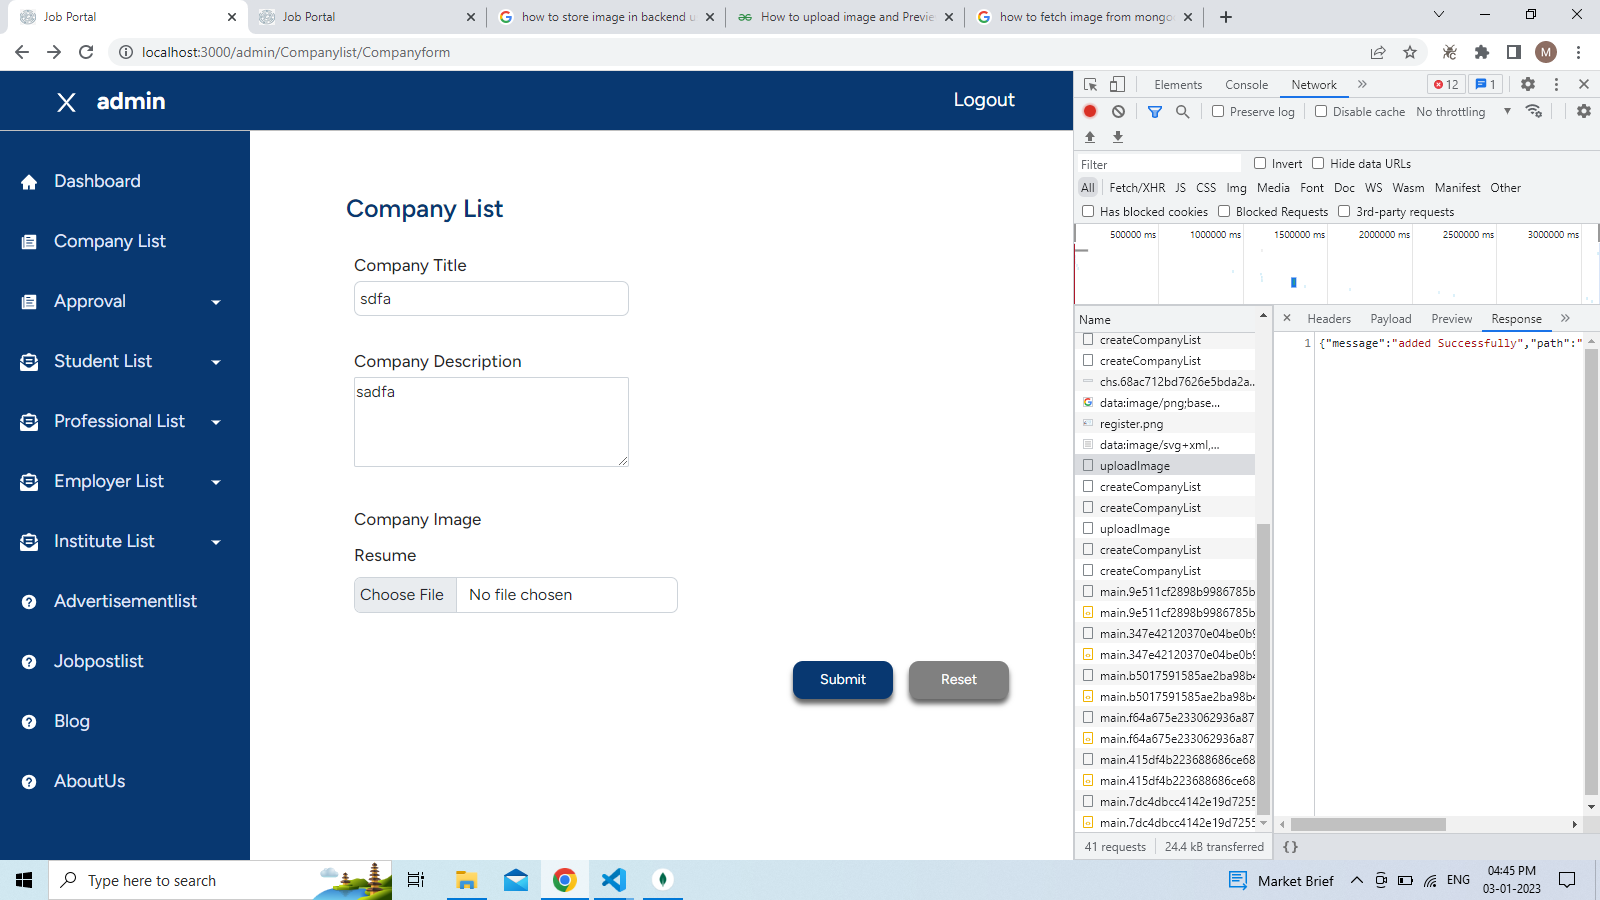 Job Portal
Job Portal
how to store image in backend u
How to upload image and Previe
how to fetch image from mongo
localhost:3000/admin/Companylist/Companyform
M
X admin
Logout
Dashboard
Company List
Approval
Student List
Professional List
Employer List
Institute List
Advertisementlist
Jobpostlist
Blog
AboutUs
Company List
Company Title
sdfa
Company Description
sadfa
Company Image
Resume
Choose File No file chosen
Submit
Reset
Elements Console Network 12 1
Preserve log Disable cache No throttling
Filter Invert Hide data URLs
All Fetch/XHR JS CSS Img Media Font Doc WS Wasm Manifest Other
Has blocked cookies Blocked Requests 3rd-party requests
500000 ms 1000000 ms 1500000 ms 2000000 ms 2500000 ms 3000000 ms
Name
createCompanyList
createCompanyList
chs.68ac712bd7626e5bda2a...
data:image/png;base...
register.png
data:image/svg+xml,...
uploadImage
createCompanyList
createCompanyList
uploadImage
createCompanyList
createCompanyList
main.9e511cf2898b9986785b
main.9e511cf2898b9986785b
main.347e42120370e04be0b9
main.347e42120370e04be0b9
main.b5017591585ae2ba98b4
main.b5017591585ae2ba98b4
main.f64a675e233062936a87
main.f64a675e233062936a87
main.415df4b223688686ce68
main.415df4b223688686ce68
main.7dc4dbcc4142e19d7255
main.7dc4dbcc4142e19d7255
41 requests 24.4 kB transferred
Headers Payload Preview Response
1 {"message":"added Successfully","path":"
{}
Type here to search
Market Brief
ENG
04:45 PM
03-01-2023